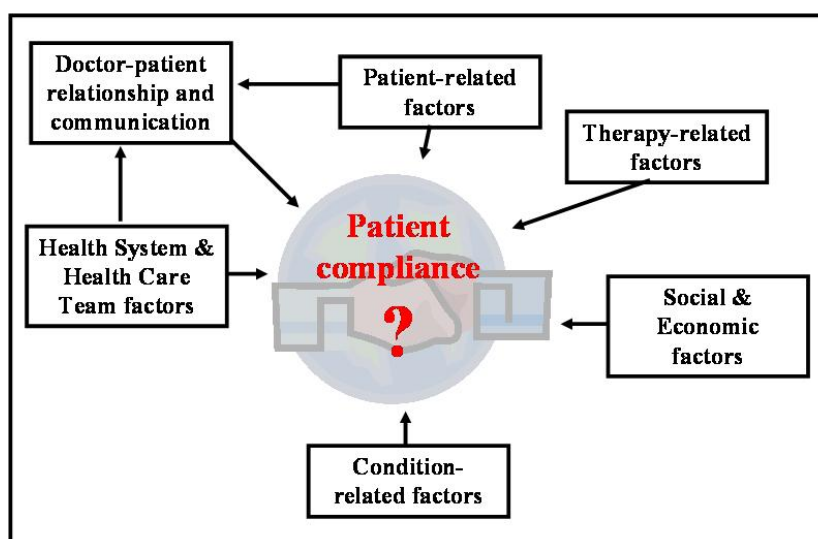 Doctor-patient
relationship and
communication
Patient-related
factors
Therapy-related
factors
Patient
compliance
?
Health System &
Health Care
Team factors
Social &
Economic
factors
Condition-
related factors